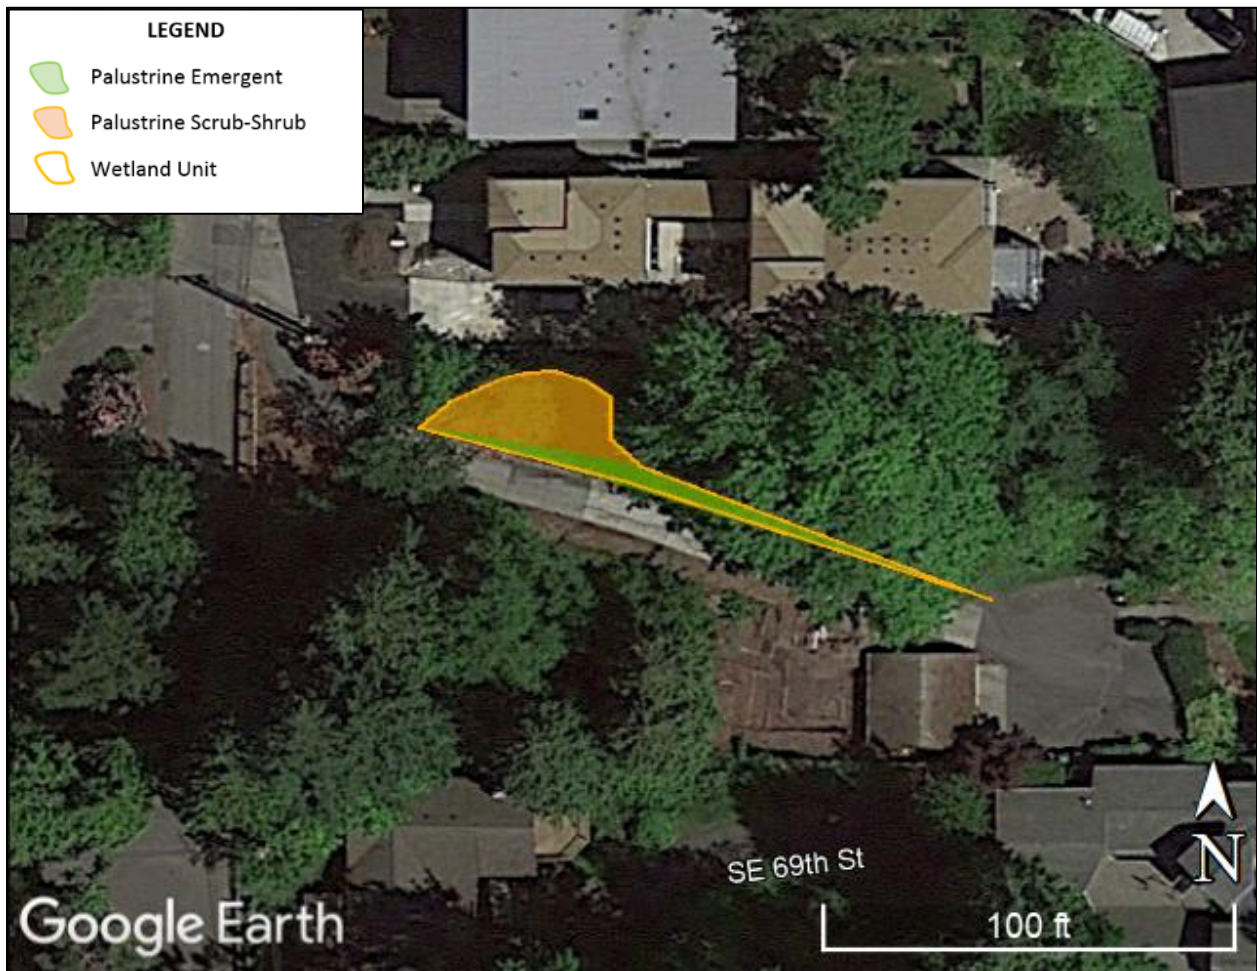 LEGEND
Palustrine Emergent
Palustrine Scrub-Shrub
Wetland Unit
SE 69th St
N
Google Earth
100 ft